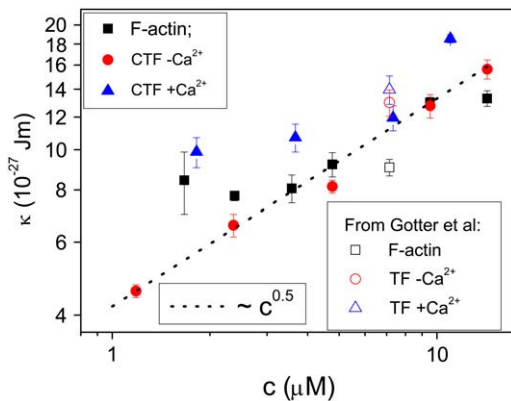 20
18
16
14
12
10
8
6
4
κ (10⁻²⁷ Jm)
F-actin;
CTF -Ca²⁺
CTF +Ca²⁺
From Gotter et al:
F-actin
TF -Ca²⁺
TF +Ca²⁺
~ c⁰·⁵
1
10
c (μM)